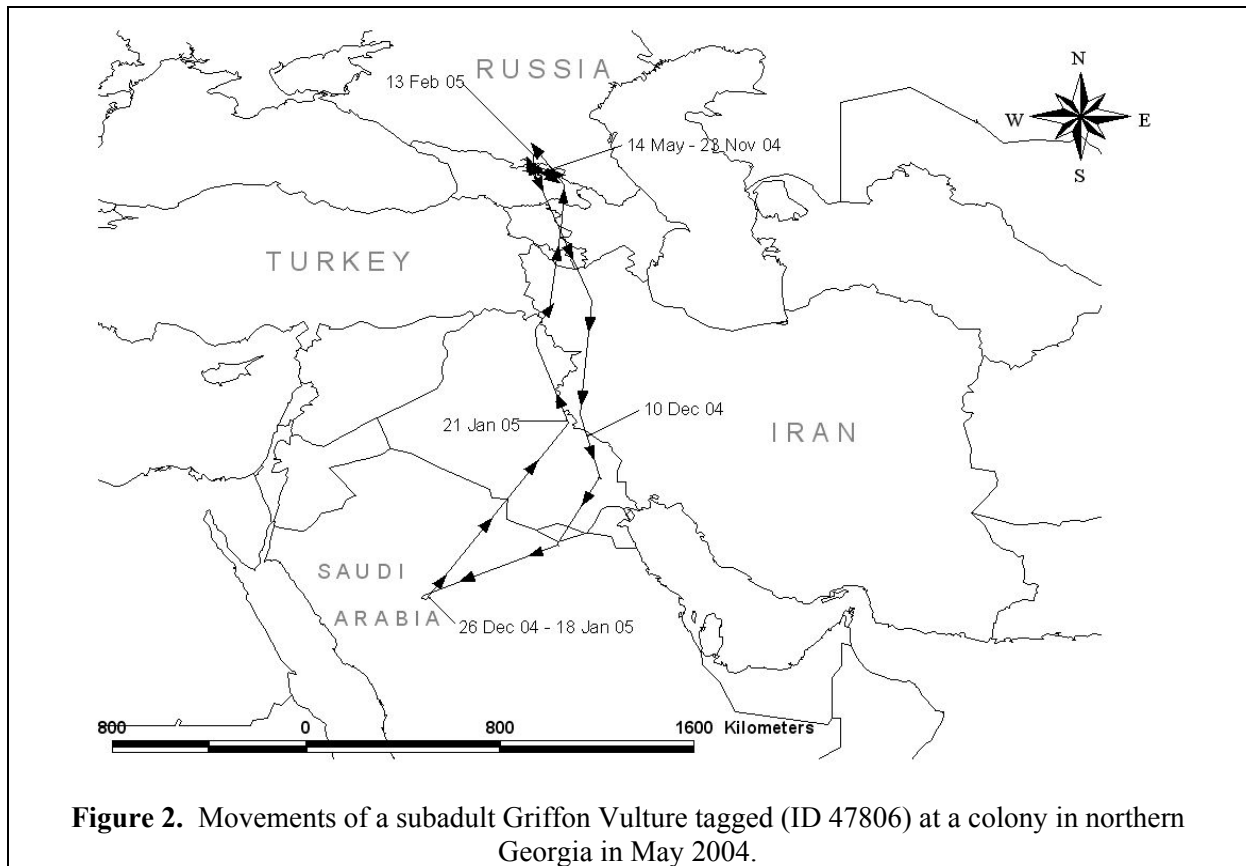 RUSSIA
13 Feb 05
N
W E
S
14 May - 23 Nov 04
TURKEY
21 Jan 05
10 Dec 04
IRAN
SAUDI
ARABIA
26 Dec 04 - 18 Jan 05
800 0 800 1600 Kilometers
Figure 2. Movements of a subadult Griffon Vulture tagged (ID 47806) at a colony in northern
Georgia in May 2004.